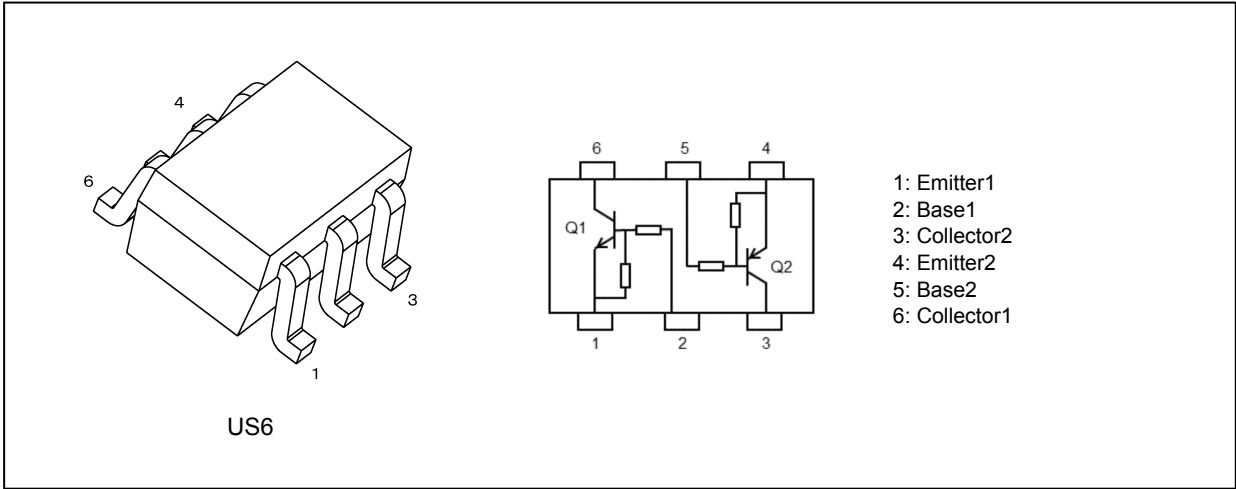 4
6
3
1
US6
6 5 4
Q1
Q2
1 2 3
1: Emitter1
2: Base1
3: Collector2
4: Emitter2
5: Base2
6: Collector1